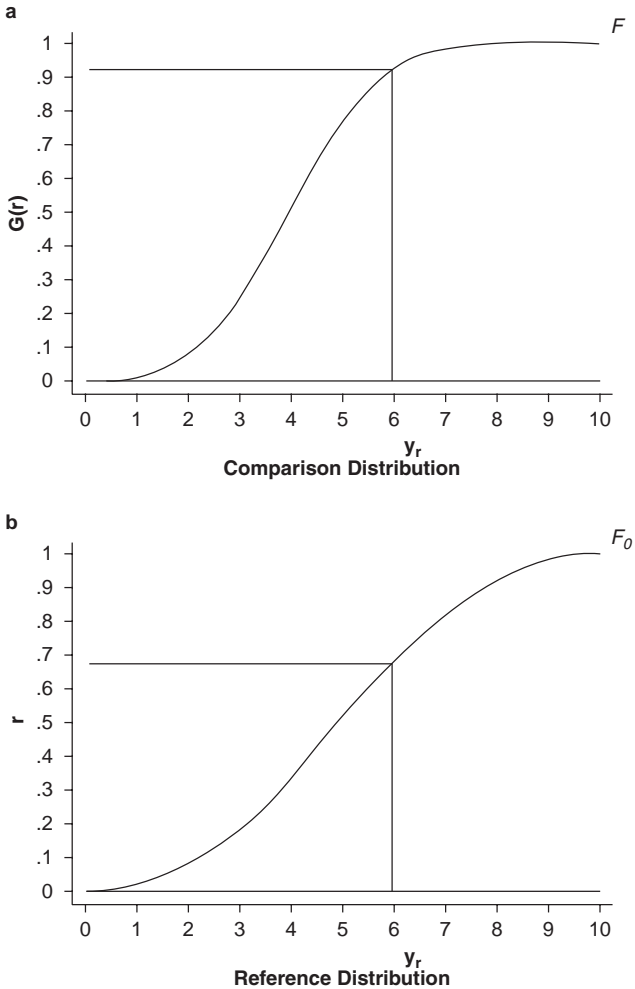 a
F
1
.9
.8
.7
.6
.5
.4
.3
.2
.1
0
G(r)
0 1 2 3 4 5 6 7 8 9 10
yr
Comparison Distribution
b
F0
1
.9
.8
.7
.6
.5
.4
.3
.2
.1
0
r
0 1 2 3 4 5 6 7 8 9 10
yr
Reference Distribution